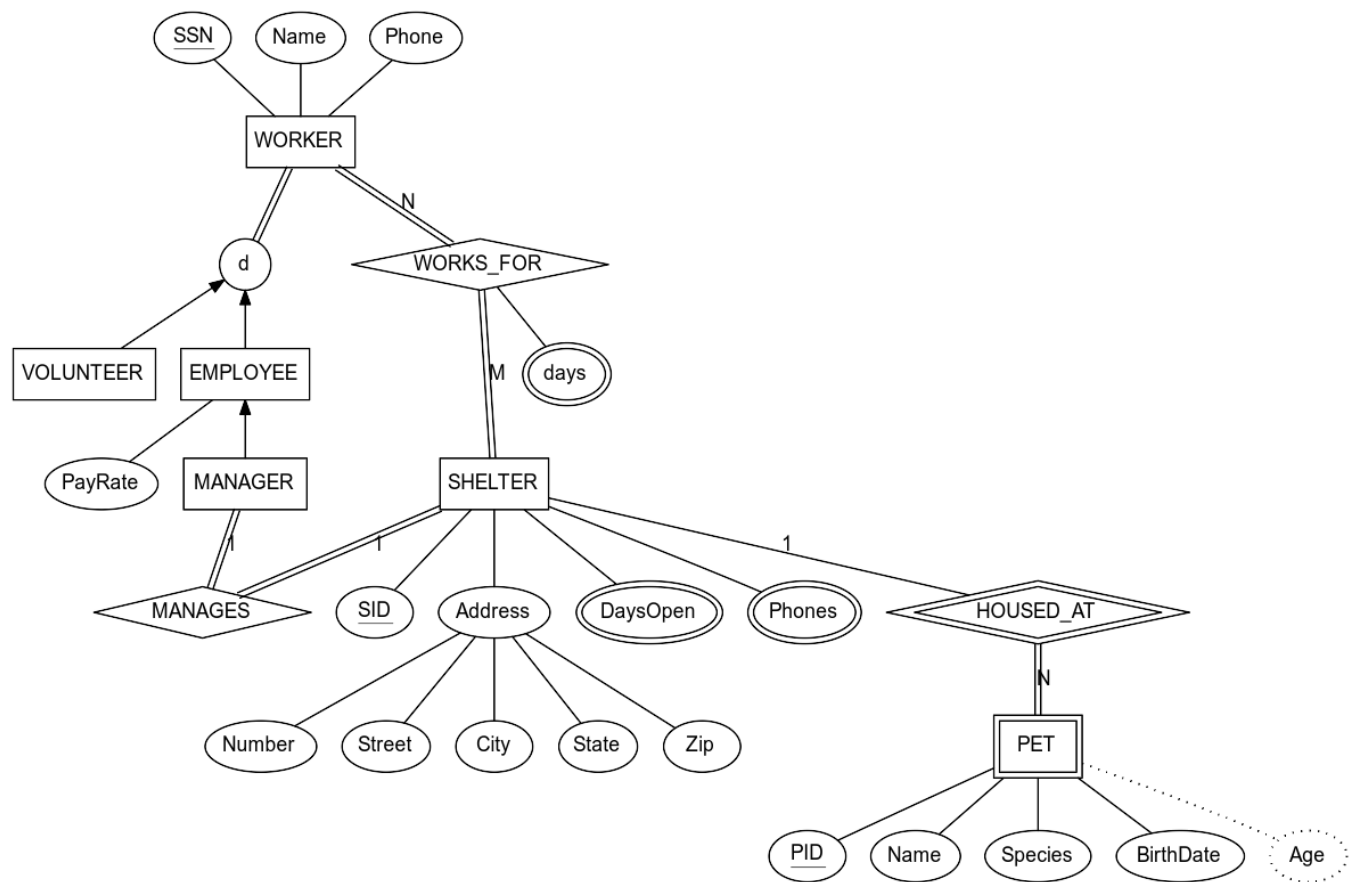 SSN
Name
Phone
WORKER
N
d
WORKS_FOR
VOLUNTEER
EMPLOYEE
M
days
PayRate
MANAGER
SHELTER
1
1
1
MANAGES
SID
Address
DaysOpen
Phones
HOUSED_AT
N
Number
Street
City
State
Zip
PET
PID
Name
Species
BirthDate
Age